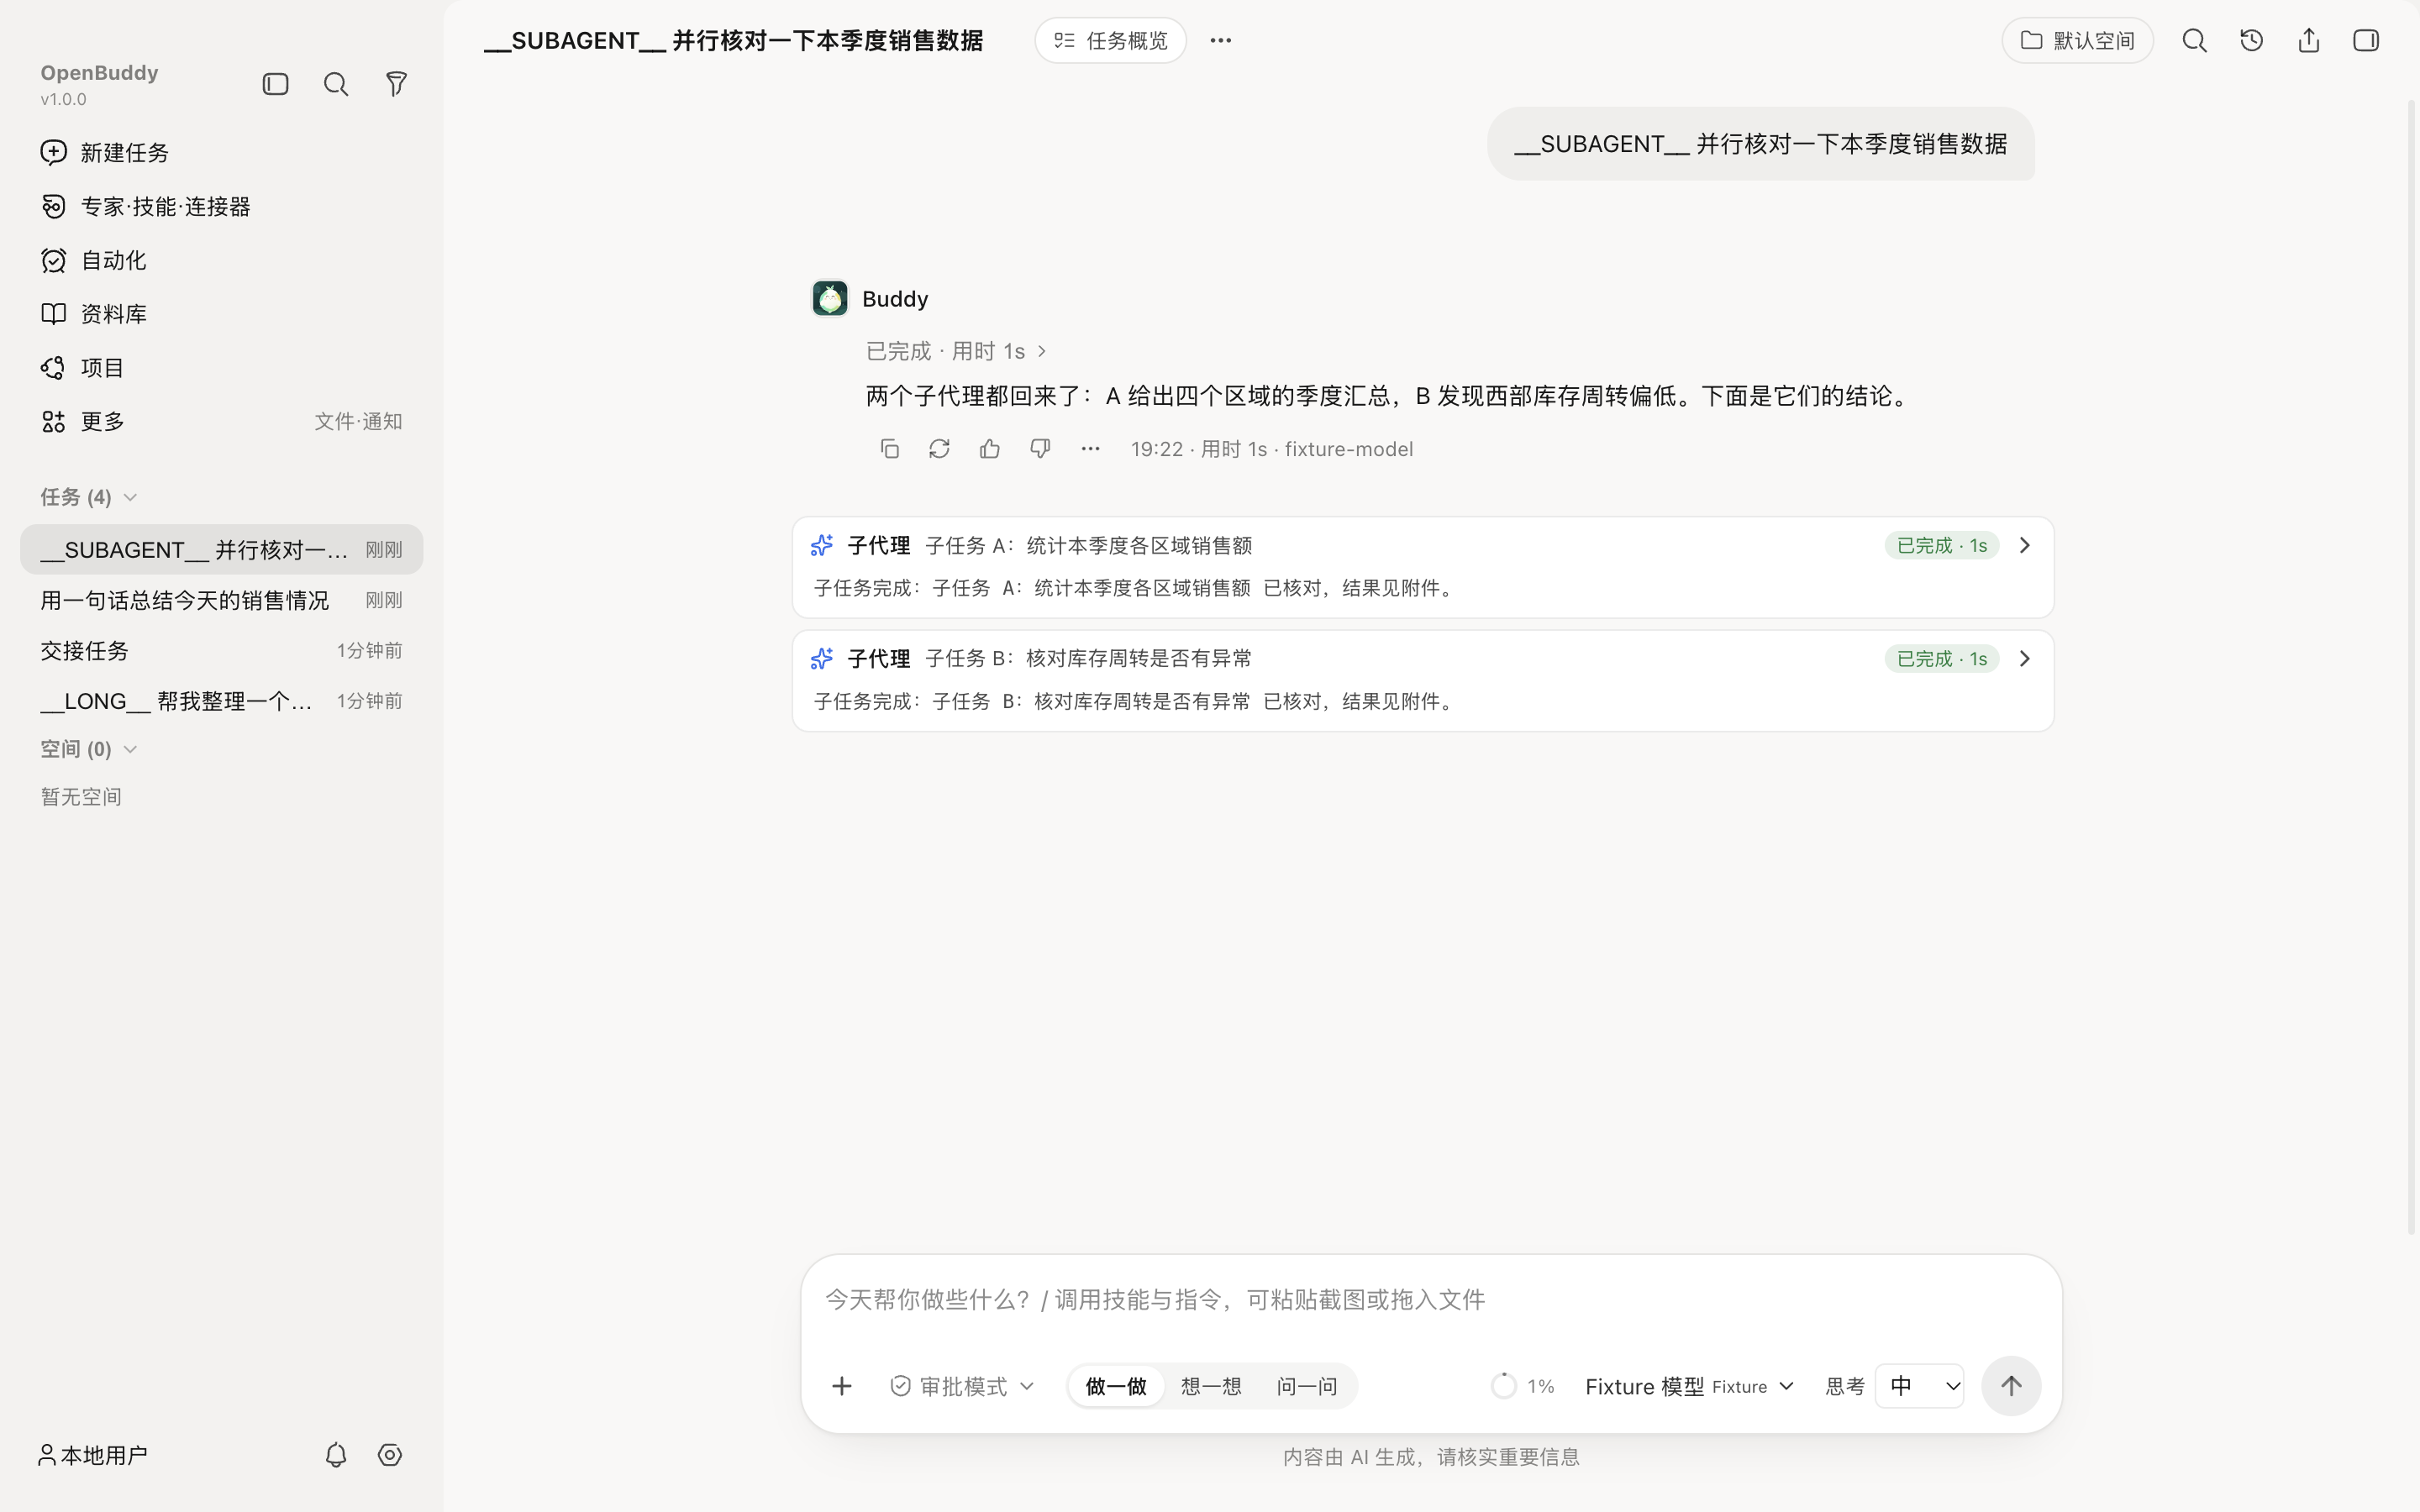 OpenBuddy
v1.0.0
新建任务
专家·技能·连接器
自动化
资料库
项目
更多 文件·通知
任务 (4)
__SUBAGENT__ 并行核对一... 刚刚
用一句话总结今天的销售情况 刚刚
交接任务 1分钟前
__LONG__ 帮我整理一个... 1分钟前
空间 (0)
暂无空间
本地用户
__SUBAGENT__ 并行核对一下本季度销售数据 任务概览 默认空间
__SUBAGENT__ 并行核对一下本季度销售数据
Buddy
已完成 · 用时 1s
两个子代理都回来了：A 给出四个区域的季度汇总，B 发现西部库存周转偏低。下面是它们的结论。
19:22 · 用时 1s · fixture-model
子代理 子任务 A：统计本季度各区域销售额 已完成 · 1s
子任务完成：子任务 A：统计本季度各区域销售额 已核对，结果见附件。
子代理 子任务 B：核对库存周转是否有异常 已完成 · 1s
子任务完成：子任务 B：核对库存周转是否有异常 已核对，结果见附件。
今天帮你做些什么？/ 调用技能与指令，可粘贴截图或拖入文件
审批模式 做一做 想一想 问一问 1% Fixture 模型 Fixture 思考 中
内容由 AI 生成，请核实重要信息